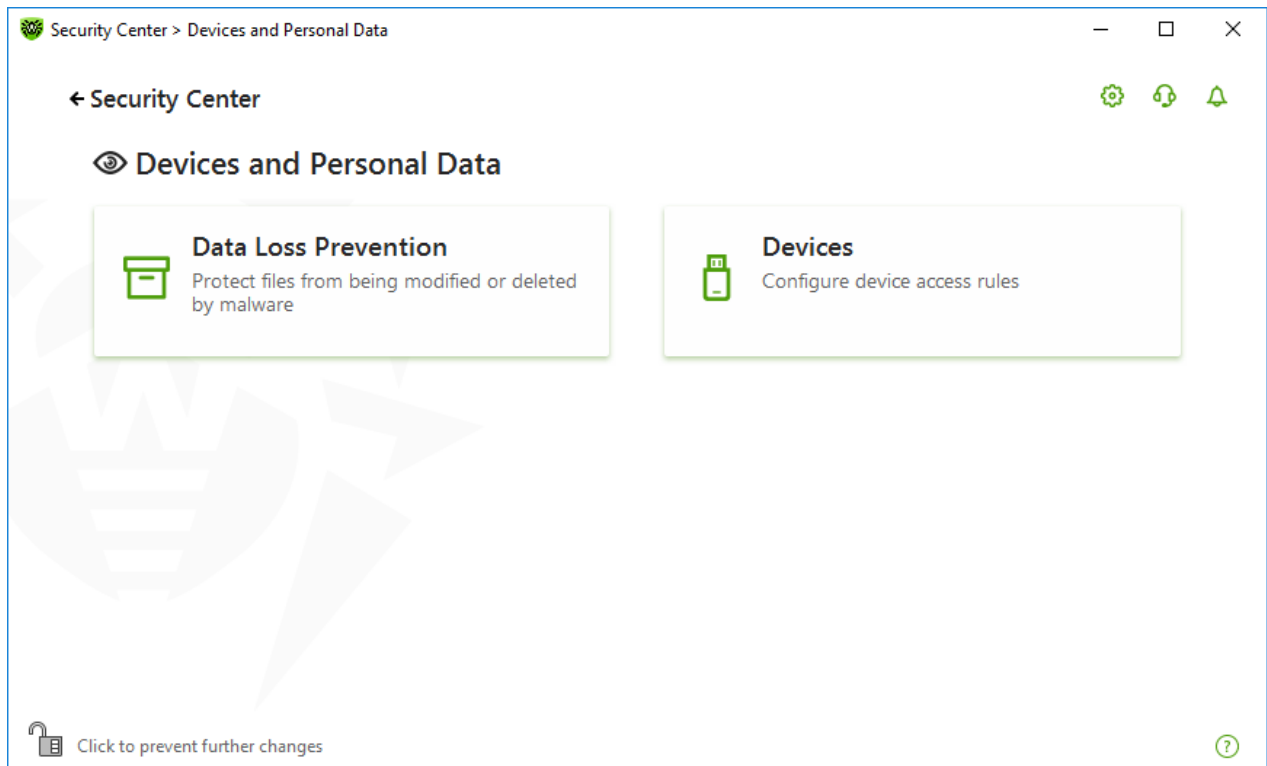 Security Center > Devices and Personal Data
Security Center
Devices and Personal Data
Data Loss Prevention
Protect files from being modified or deleted
by malware
Devices
Configure device access rules
Click to prevent further changes
?